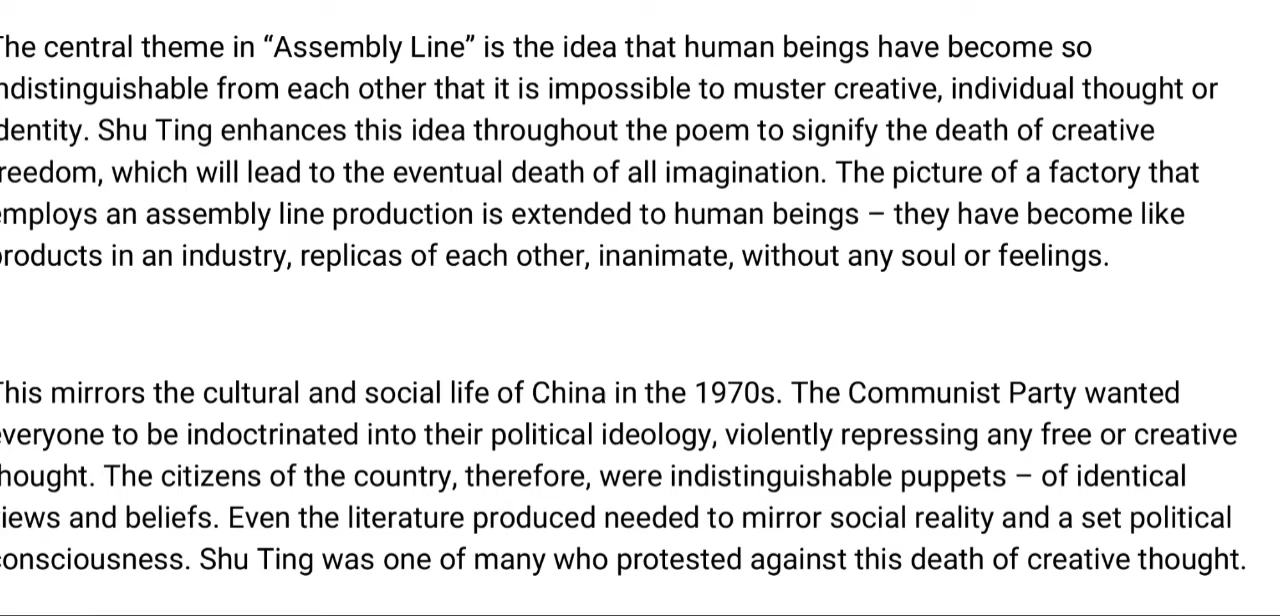 The central theme in “Assembly Line” is the idea that human beings have become so
ndistinguishable from each other that it is impossible to muster creative, individual thought or
dentity. Shu Ting enhances this idea throughout the poem to signify the death of creative
reedom, which will lead to the eventual death of all imagination. The picture of a factory that
employs an assembly line production is extended to human beings – they have become like
products in an industry, replicas of each other, inanimate, without any soul or feelings.
This mirrors the cultural and social life of China in the 1970s. The Communist Party wanted
everyone to be indoctrinated into their political ideology, violently repressing any free or creative
hought. The citizens of the country, therefore, were indistinguishable puppets – of identical
iews and beliefs. Even the literature produced needed to mirror social reality and a set political
consciousness. Shu Ting was one of many who protested against this death of creative thought.